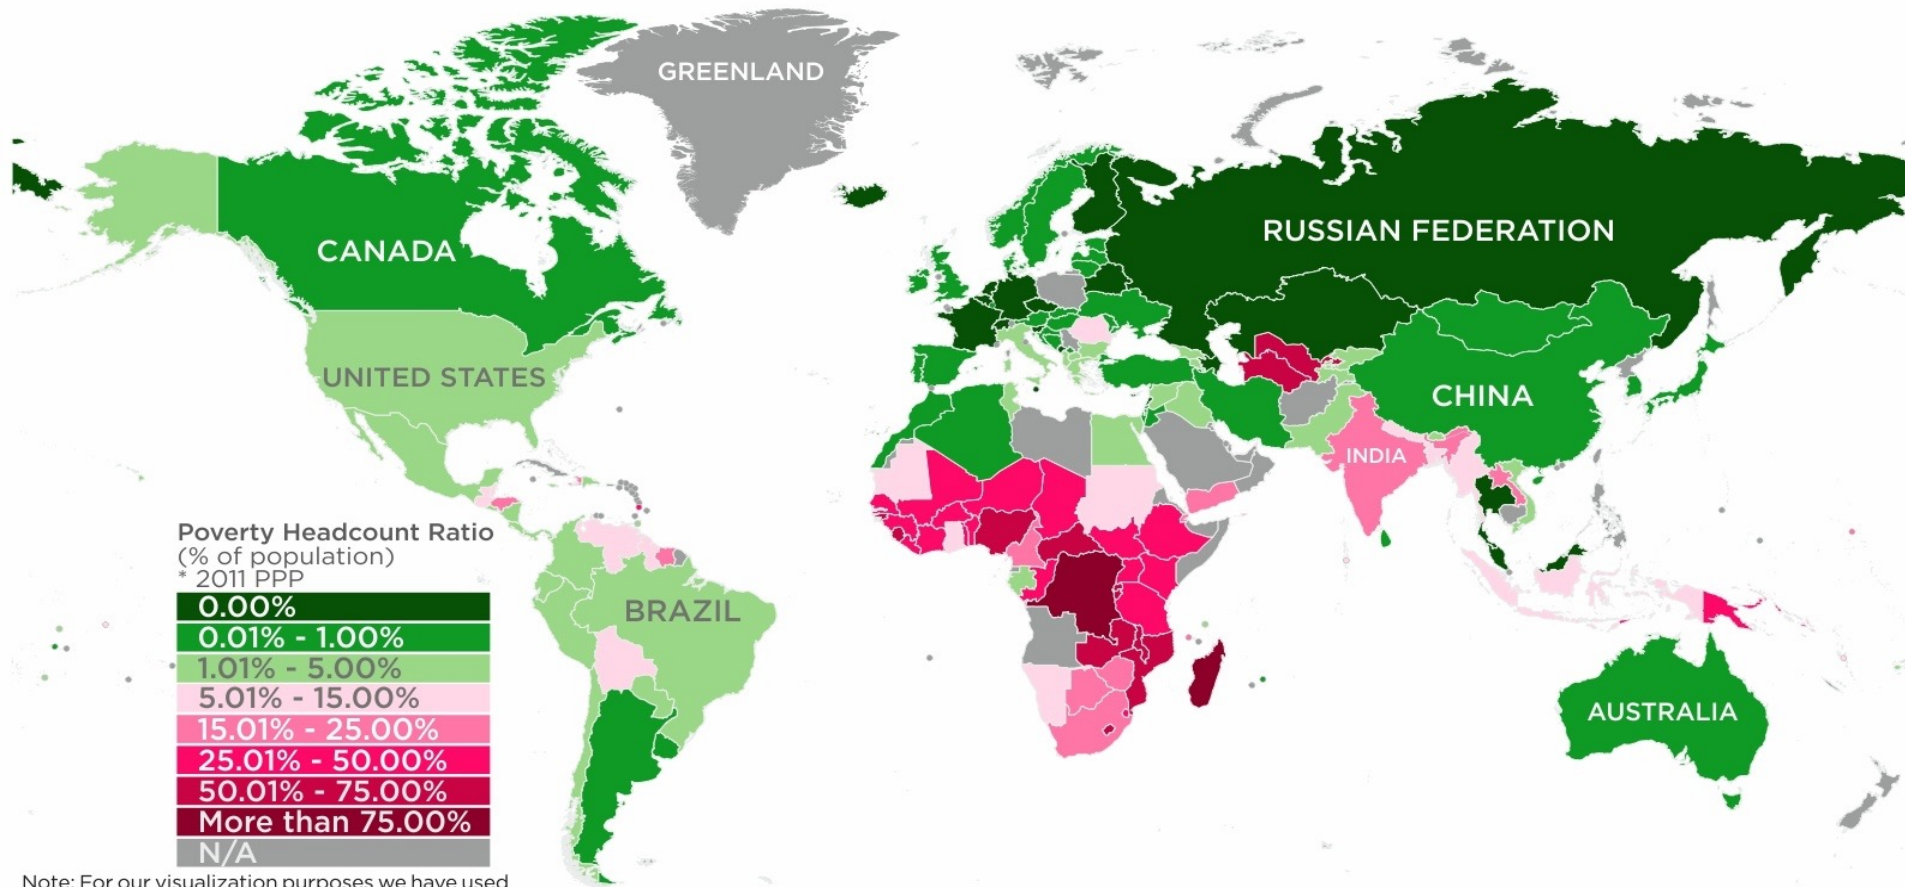 GREENLAND
CANADA
RUSSIAN FEDERATION
UNITED STATES
CHINA
INDIA
BRAZIL
AUSTRALIA
Poverty Headcount Ratio
(% of population)
* 2011 PPP
0.00%
0.01% - 1.00%
1.01% - 5.00%
5.01% - 15.00%
15.01% - 25.00%
25.01% - 50.00%
50.01% - 75.00%
More than 75.00%
N/A
Note: For our visualization purposes we have used